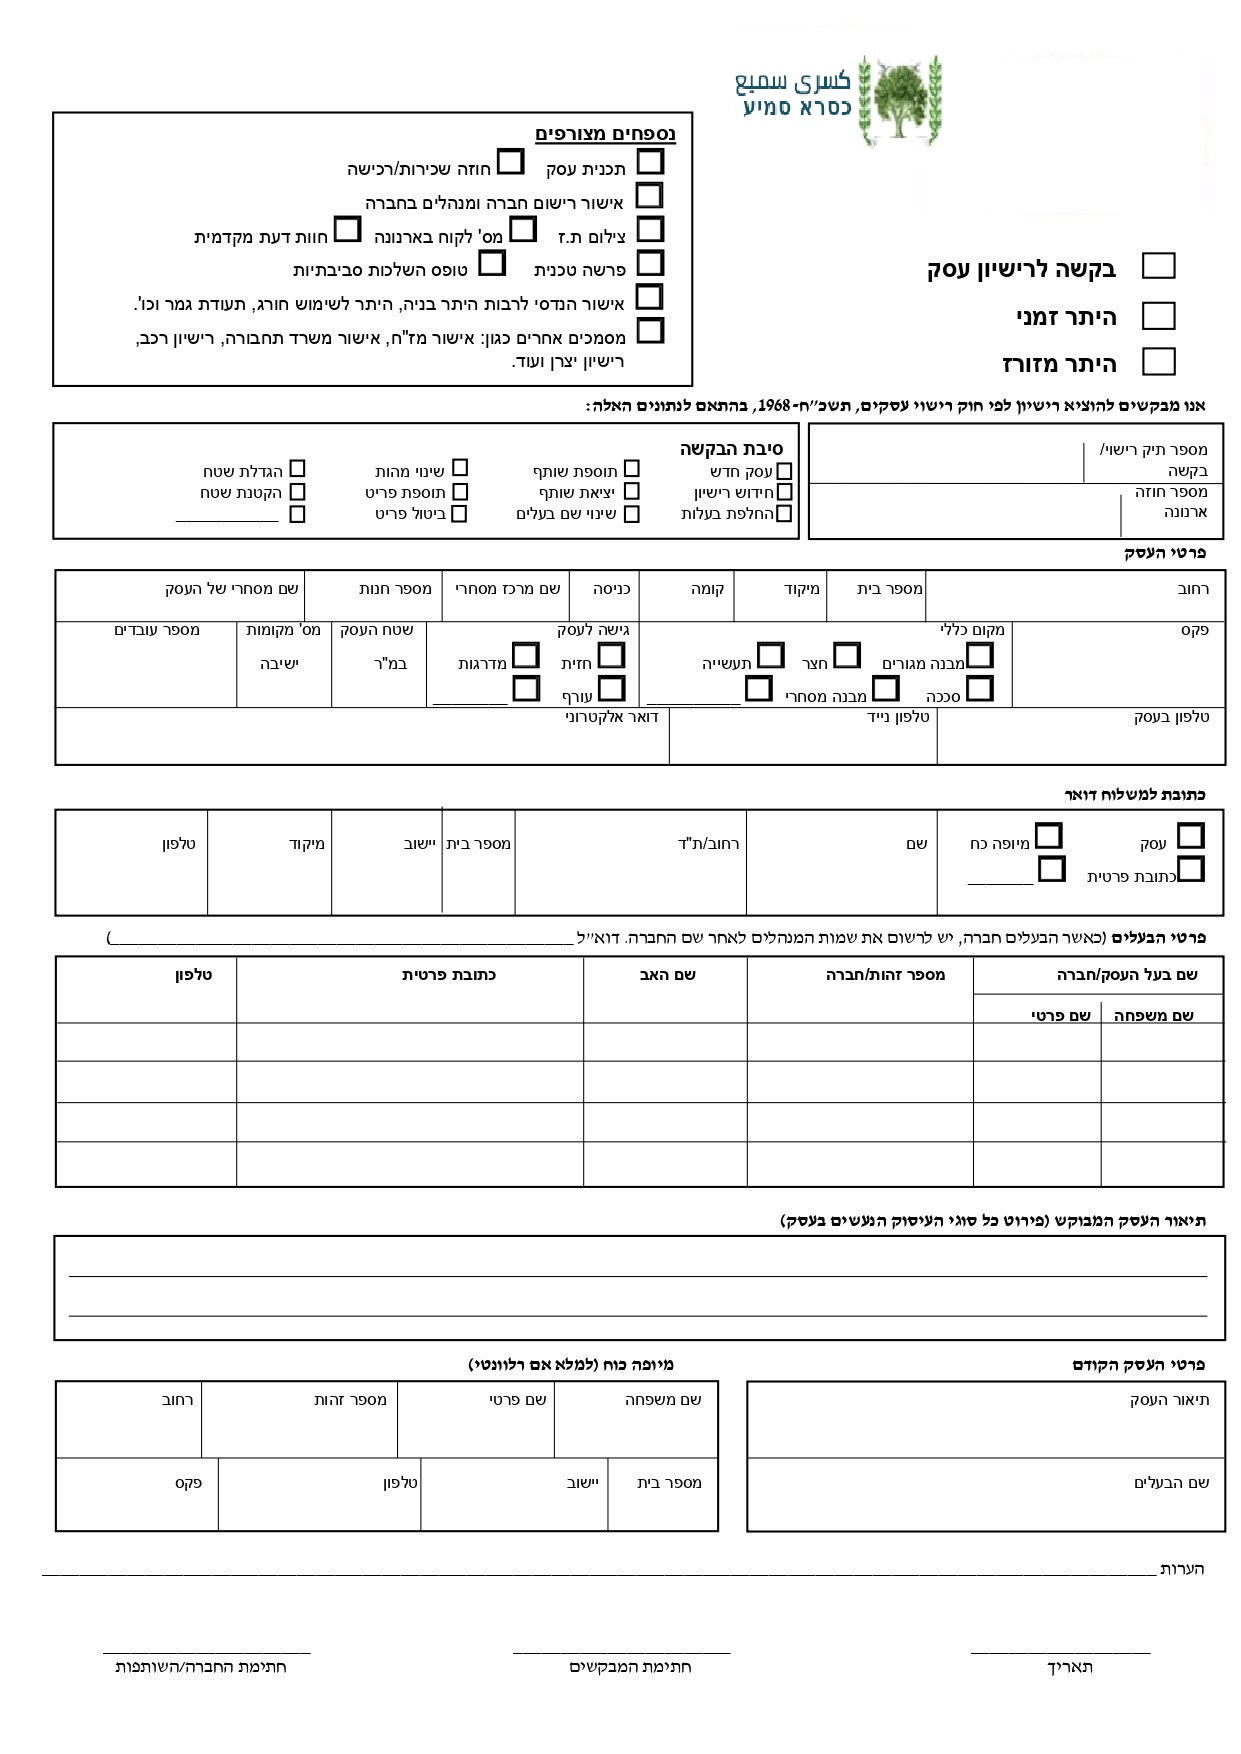 كسرى سميع
כסרא סמיע
נספחים מצורפים
תכנית עסק חוזה שכירות/רכישה
אישור רישום חברה ומנהלים בחברה
צילום ת.ז מס' לקוח בארנונה חוות דעת מקדמית
פרשה טכנית טופס השלכות סביבתיות
אישור הנדסי לרבות היתר בניה, היתר לשימוש חורג, תעודת גמר וכו'.
מסמכים אחרים כגון: אישור מז"ח, אישור משרד תחבורה, רישיון רכב,
רישיון יצרן ועוד.
בקשה לרישיון עסק
היתר זמני
היתר מזורז
אנו מבקשים להוציא רישיון לפי חוק רישוי עסקים, תשכ"ח-1968, בהתאם לנתונים האלה:
מספר תיק רישוי/
בקשה
מספר חוזה
ארנונה
סיבת הבקשה
עסק חדש תוספת שותף שינוי מהות הגדלת שטח
חידוש רישיון יציאת שותף תוספת פריט הקטנת שטח
החלפת בעלות שינוי שם בעלים ביטול פריט ___________
פרטי העסק
רחוב מספר בית מיקוד קומה כניסה שם מרכז מסחרי מספר חנות שם מסחרי של העסק
פקס מקום כללי גישה לעסק שטח העסק מס' מקומות מספר עובדים
מבנה מגורים חצר תעשייה חזית מדרגות במ"ר ישיבה
סככה מבנה מסחרי __________ עורף ________
טלפון בעסק טלפון נייד דואר אלקטרוני
כתובת למשלוח דואר
עסק מיופה כח שם רחוב/ת"ד מספר בית יישוב מיקוד טלפון
כתובת פרטית _______
פרטי הבעלים (כאשר הבעלים חברה, יש לרשום את שמות המנהלים לאחר שם החברה. דוא"ל ________________________________________________)
שם בעל העסק/חברה מספר זהות/חברה שם האב כתובת פרטית טלפון
שם משפחה שם פרטי
תיאור העסק המבוקש (פירוט כל סוגי העיסוק הנעשים בעסק)
פרטי העסק הקודם
תיאור העסק
שם הבעלים
מיופה כוח (למלא אם רלוונטי)
שם משפחה שם פרטי מספר זהות רחוב
מספר בית יישוב טלפון פקס
הערות ____________________________________________________________
תאריך חתימת המבקשים חתימת החברה/השותפות